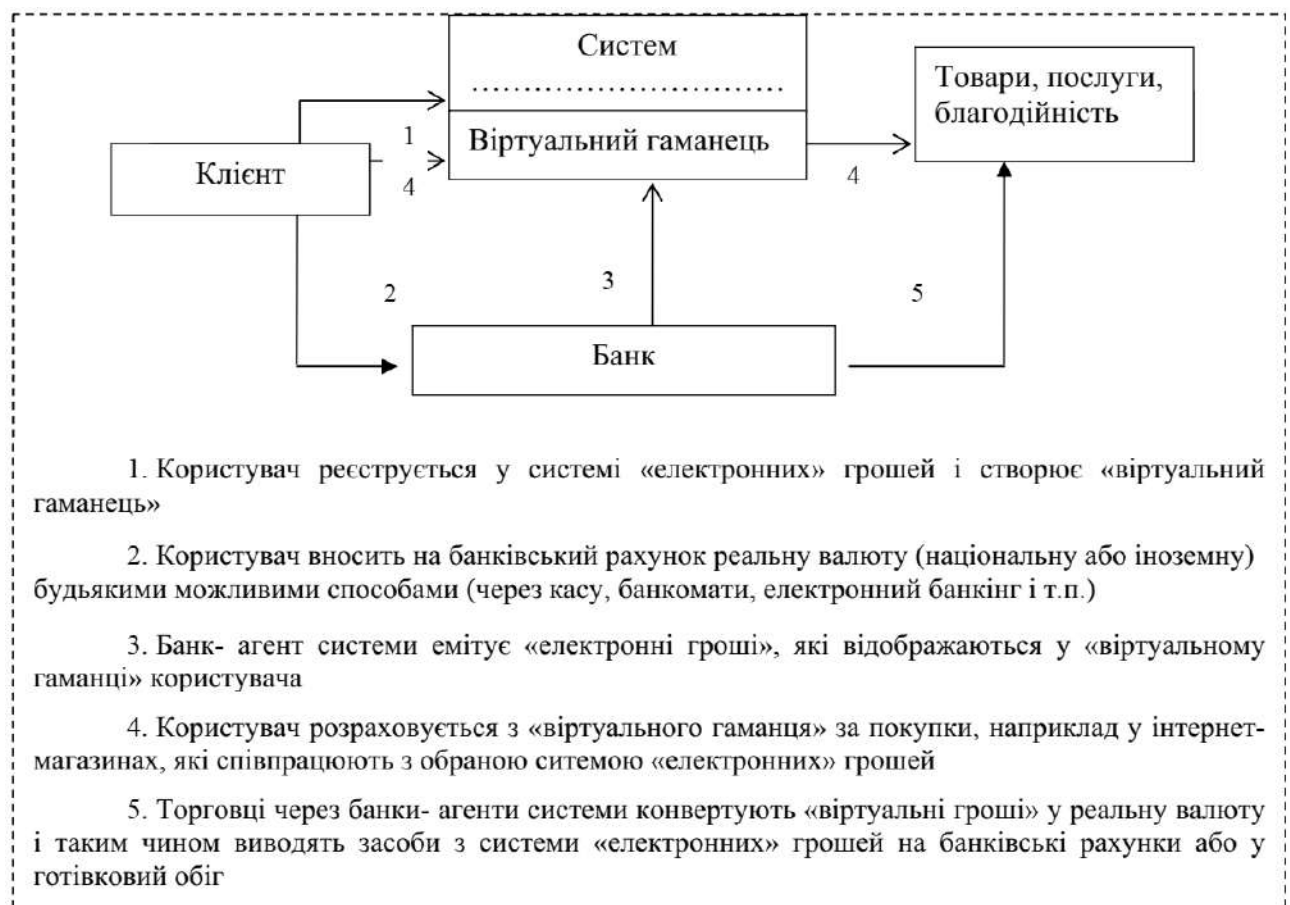 Систем
................................
Товари, послуги,
благодійність
1
Віртуальний гаманець
Клієнт
4
4
2
3
5
Банк
1. Користувач реєструється у системі «електронних» грошей і створює «віртуальний
гаманець»
2. Користувач вносить на банківський рахунок реальну валюту (національну або іноземну)
будьякими можливими способами (через касу, банкомати, електронний банкінг і т.п.)
3. Банк- агент системи емітує «електронні гроші», які відображаються у «віртуальному
гаманці» користувача
4. Користувач розраховується з «віртуального гаманця» за покупки, наприклад у інтернет-
магазинах, які співпрацюють з обраною ситемою «електронних» грошей
5. Торговці через банки- агенти системи конвертують «віртуальні гроші» у реальну валюту
і таким чином виводять засоби з системи «електронних» грошей на банківські рахунки або у
готівковий обіг